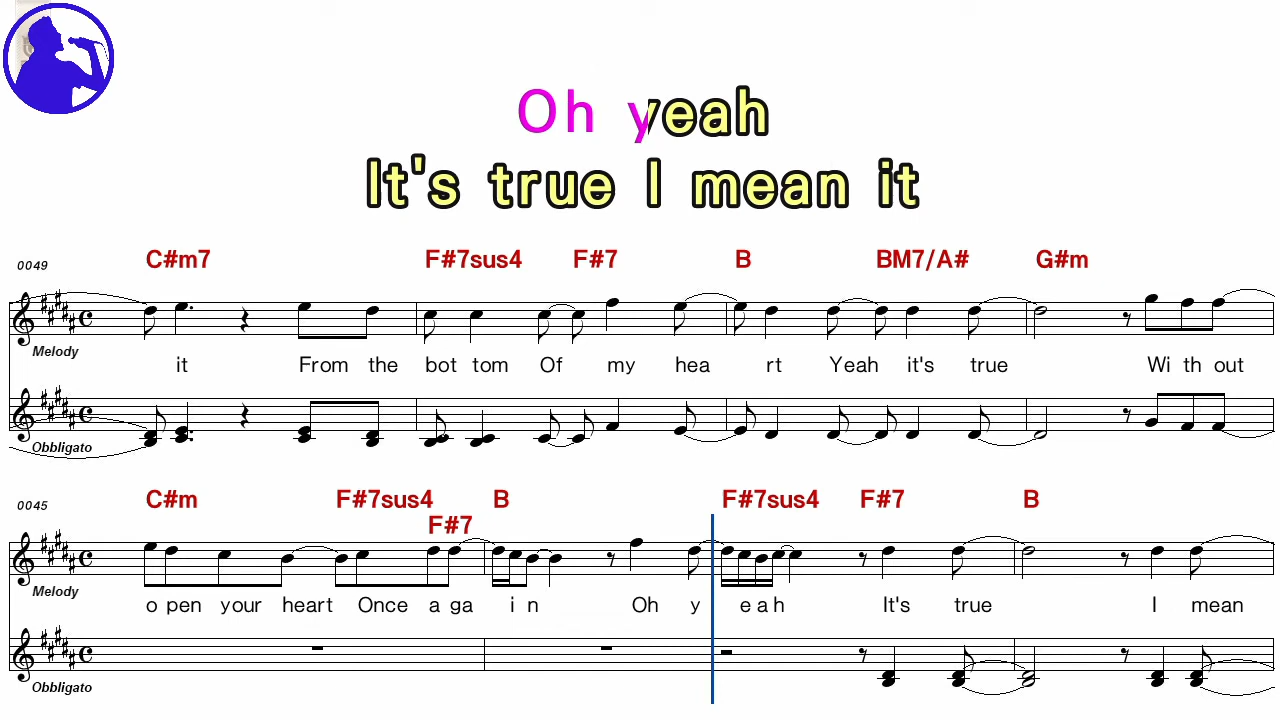 Oh yeah
It's true I mean it
0049 C#m7 F#7sus4 F#7 B BM7/A# G#m
Melody
it From the bot tom Of my hea rt Yeah it's true Wi th out
Obbligato
0045 C#m F#7sus4 B F#7sus4 F#7 B
F#7
Melody
o pen your heart Once a ga i n Oh y e a h It's true I mean
Obbligato